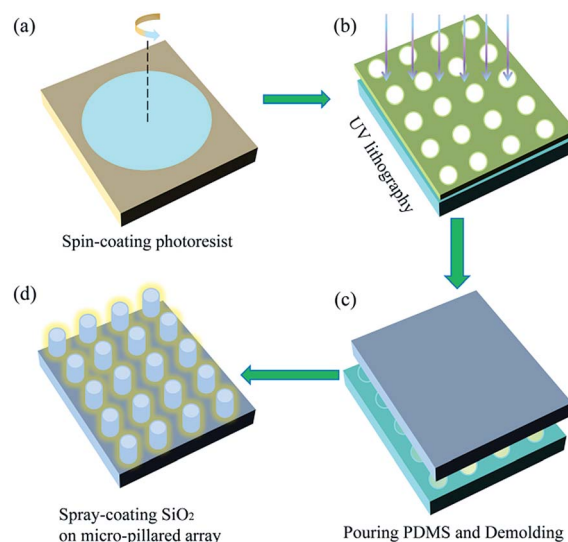 (a)
(b)
UV lithography
Spin-coating photoresist
(d)
(c)
Spray-coating SiO₂
on micro-pillared array
Pouring PDMS and Demolding